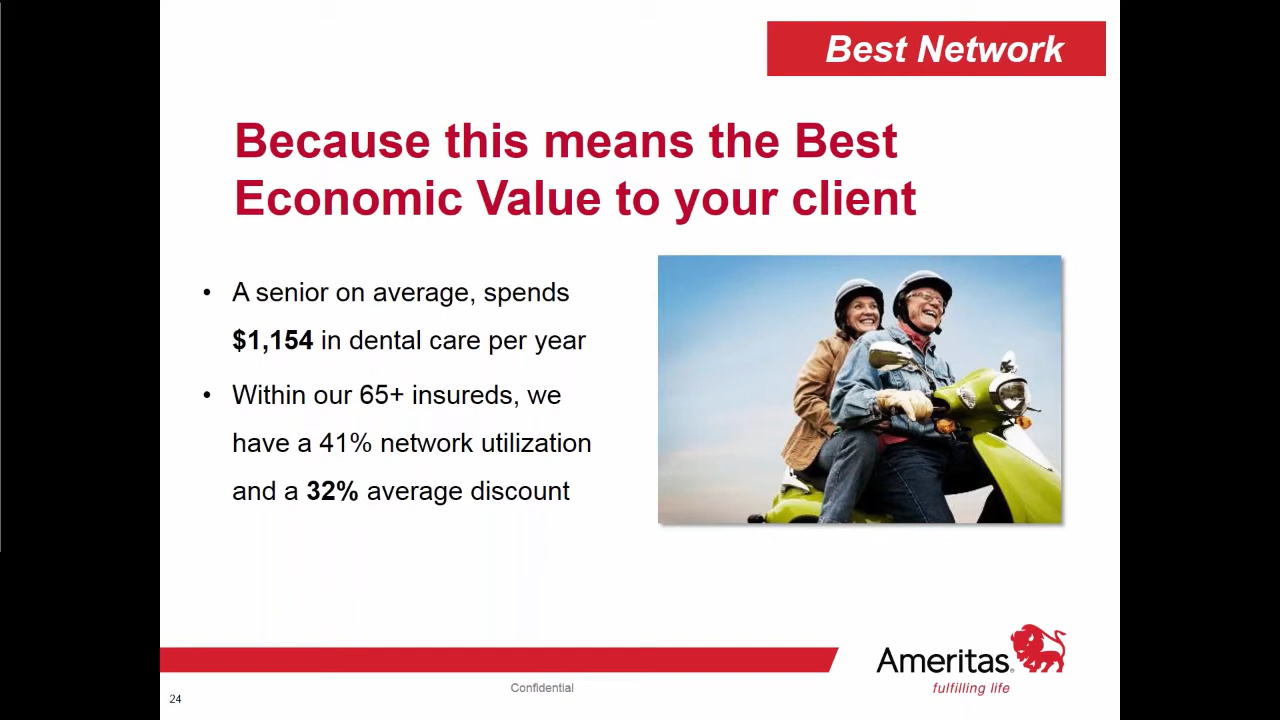 Best Network
Because this means the Best
Economic Value to your client
• A senior on average, spends
$1,154 in dental care per year
• Within our 65+ insureds, we
have a 41% network utilization
and a 32% average discount
Ameritas®
fulfilling life
Confidential
24